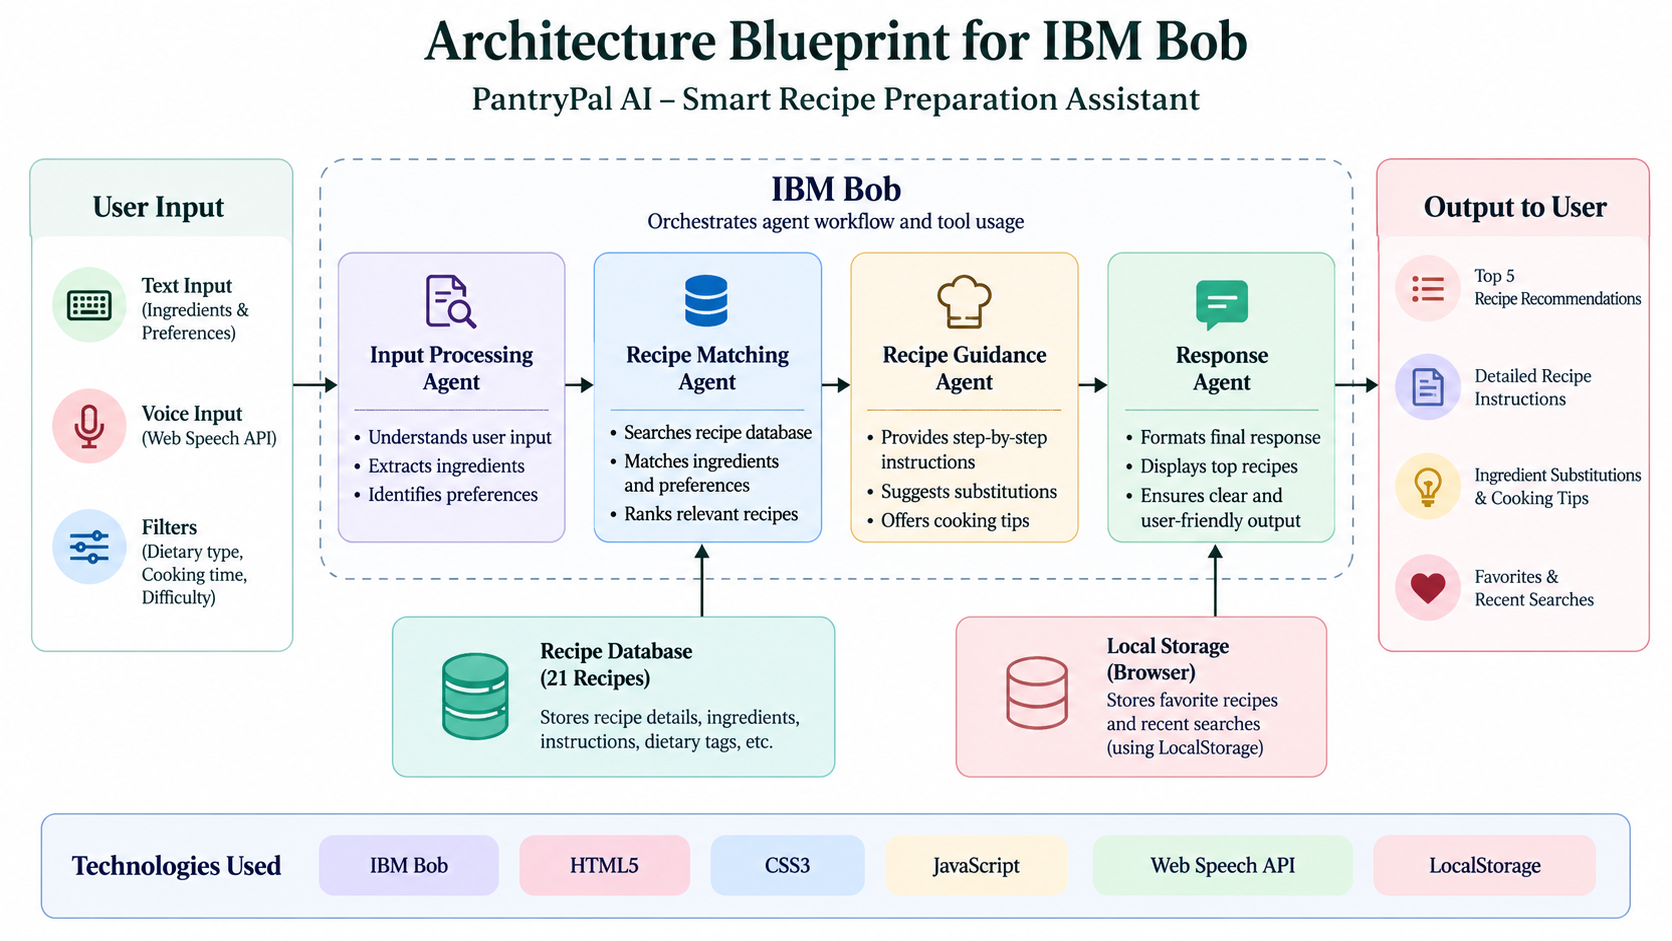 Architecture Blueprint for IBM Bob
PantryPal AI – Smart Recipe Preparation Assistant
User Input
Text Input
(Ingredients &
Preferences)
Voice Input
(Web Speech API)
Filters
(Dietary type,
Cooking time,
Difficulty)
IBM Bob
Orchestrates agent workflow and tool usage
Input Processing
Agent
• Understands user input
• Extracts ingredients
• Identifies preferences
Recipe Matching
Agent
• Searches recipe database
• Matches ingredients
and preferences
• Ranks relevant recipes
Recipe Guidance
Agent
• Provides step-by-step
instructions
• Suggests substitutions
• Offers cooking tips
Response
Agent
• Formats final response
• Displays top recipes
• Ensures clear and
user-friendly output
Output to User
Top 5
Recipe Recommendations
Detailed Recipe
Instructions
Ingredient Substitutions
& Cooking Tips
Favorites &
Recent Searches
Recipe Database
(21 Recipes)
Stores recipe details, ingredients,
instructions, dietary tags, etc.
Local Storage
(Browser)
Stores favorite recipes
and recent searches
(using LocalStorage)
Technologies Used
IBM Bob
HTML5
CSS3
JavaScript
Web Speech API
LocalStorage